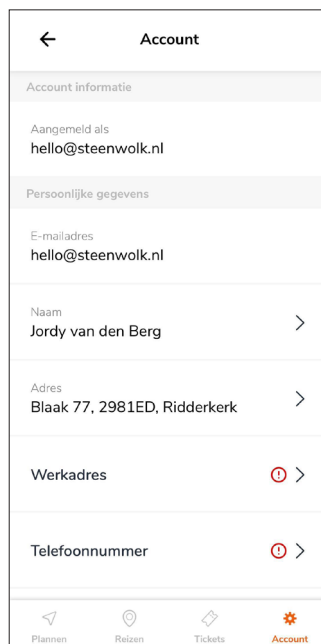 Account
Account informatie
Aangemeld als
hello@steenwolk.nl
Persoonlijke gegevens
E-mailadres
hello@steenwolk.nl
Naam
Jordy van den Berg
Adres
Blaak 77, 2981ED, Ridderkerk
Werkadres
Telefoonnummer
Plannen Reizen Tickets Account